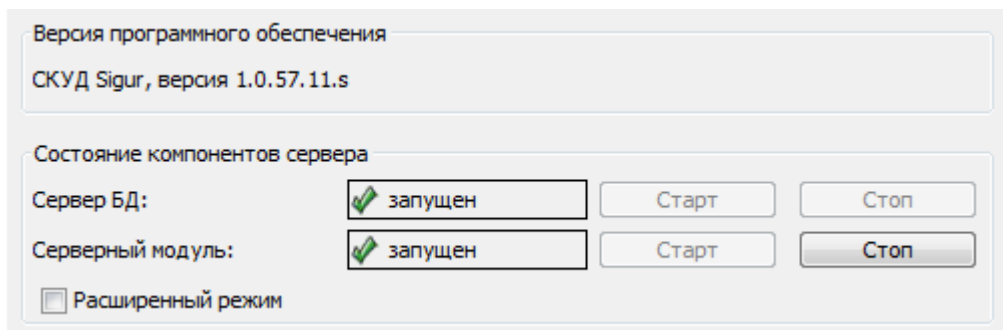 Версия программного обеспечения
СКУД Sigur, версия 1.0.57.11.s
Состояние компонентов сервера
Сервер БД: запущен Старт Стоп
Серверный модуль: запущен Старт Стоп
Расширенный режим